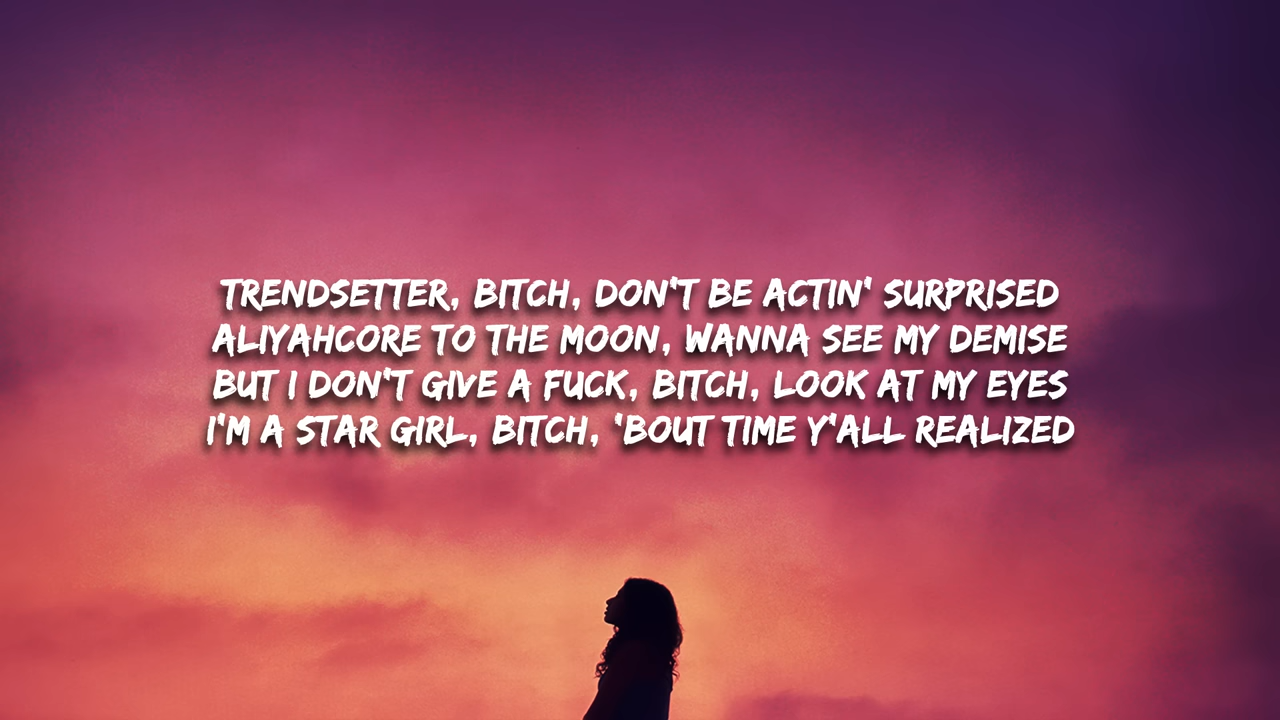 TRENDSETTER, BITCH, DON'T BE ACTIN' SURPRISED
ALIYAHCORE TO THE MOON, WANNA SEE MY DEMISE
BUT I DON'T GIVE A FUCK, BITCH, LOOK AT MY EYES
I'M A STAR GIRL, BITCH, 'BOUT TIME Y'ALL REALIZED